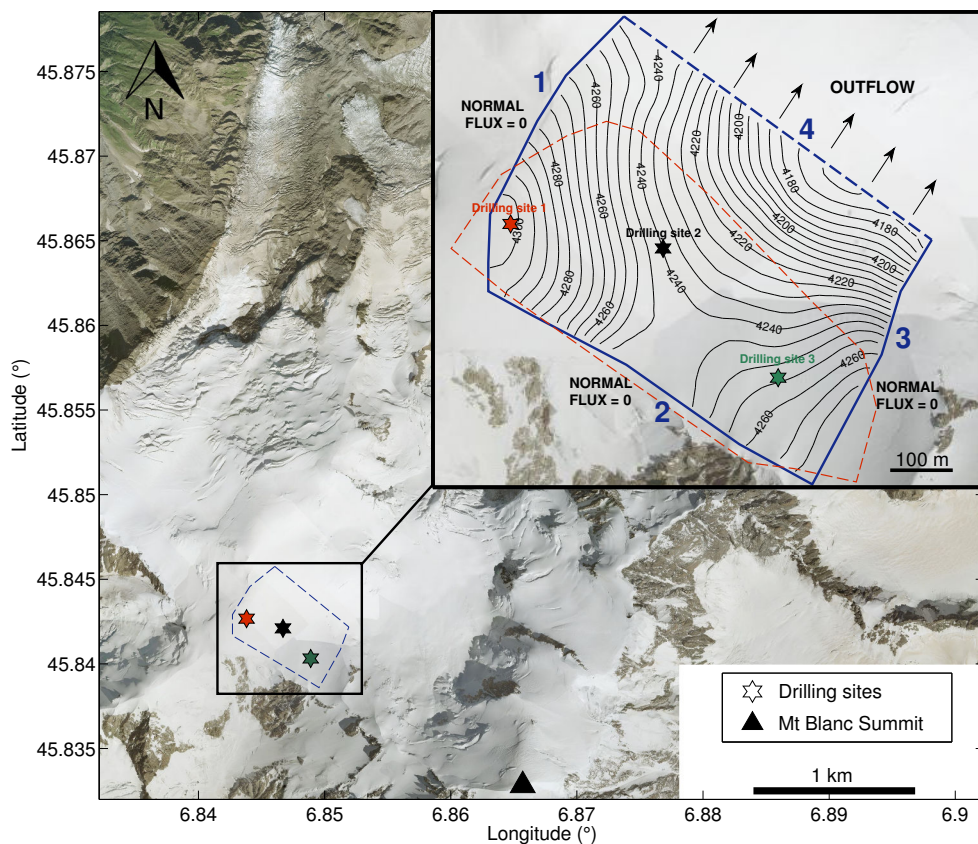 45.875
45.87
45.865
45.86
45.855
45.85
45.845
45.84
45.835
Latitude (°)
N
1
NORMAL
FLUX = 0
OUTFLOW
4
4240
4260
4200
4220
4280
4180
4260
4240
Drilling site 1
4360
4180
Drilling site 2
4220
4200
4280
4240
4220
4260
4240
3
Drilling site 3
4260
NORMAL
FLUX = 0
2
NORMAL
FLUX = 0
4260
100 m
Drilling sites
Mt Blanc Summit
1 km
6.84
6.85
6.86
6.87
6.88
6.89
6.9
Longitude (°)